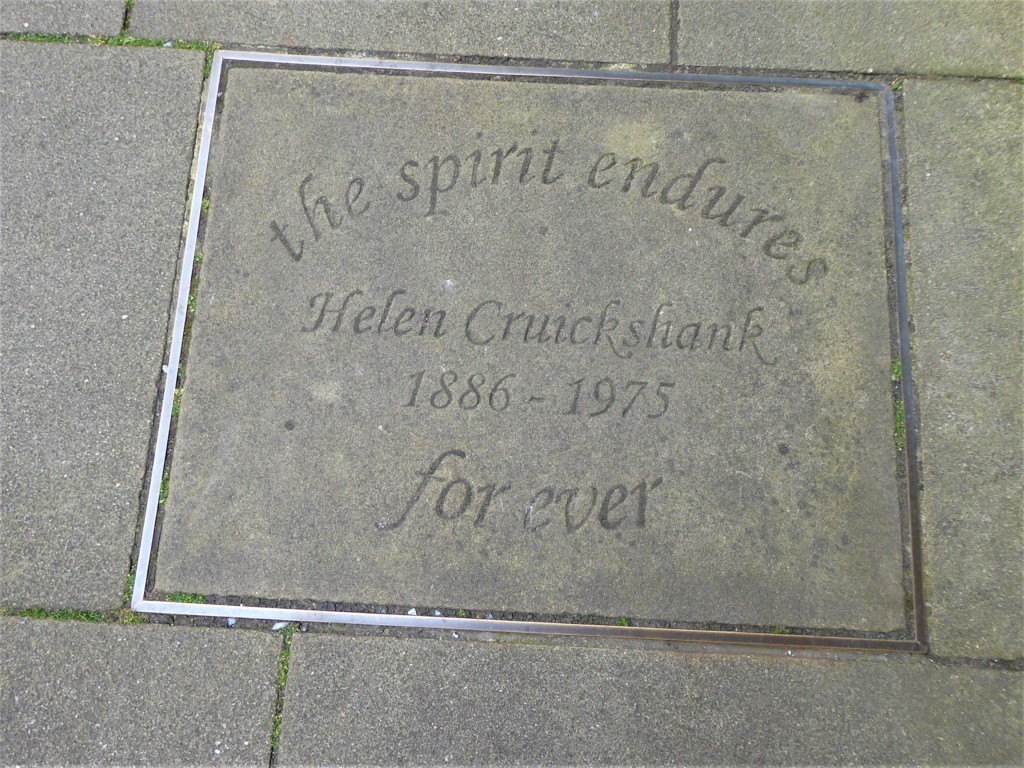 the spirit endures
Helen Cruickshank
1886 - 1975
for ever